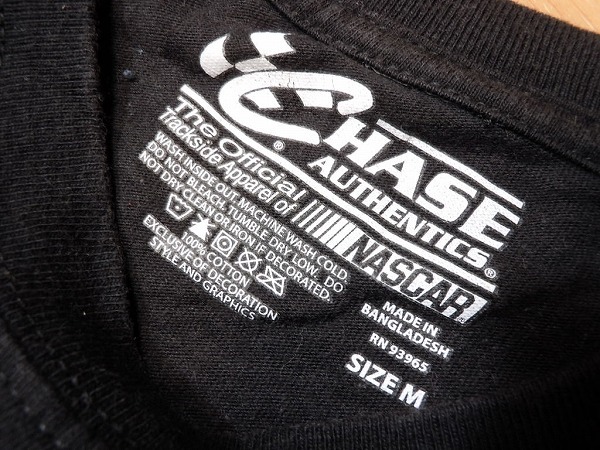 CHASE
AUTHENTICS®
®
The Official
Trackside Apparel of
NASCAR
WASH INSIDE OUT. MACHINE WASH COLD.
DO NOT BLEACH. TUMBLE DRY, LOW. DO
NOT DRY CLEAN OR IRON IF DECORATED.
100% COTTON
EXCLUSIVE OF DECORATION
STYLE AND GRAPHICS
MADE IN
BANGLADESH
RN 93965
SIZE M